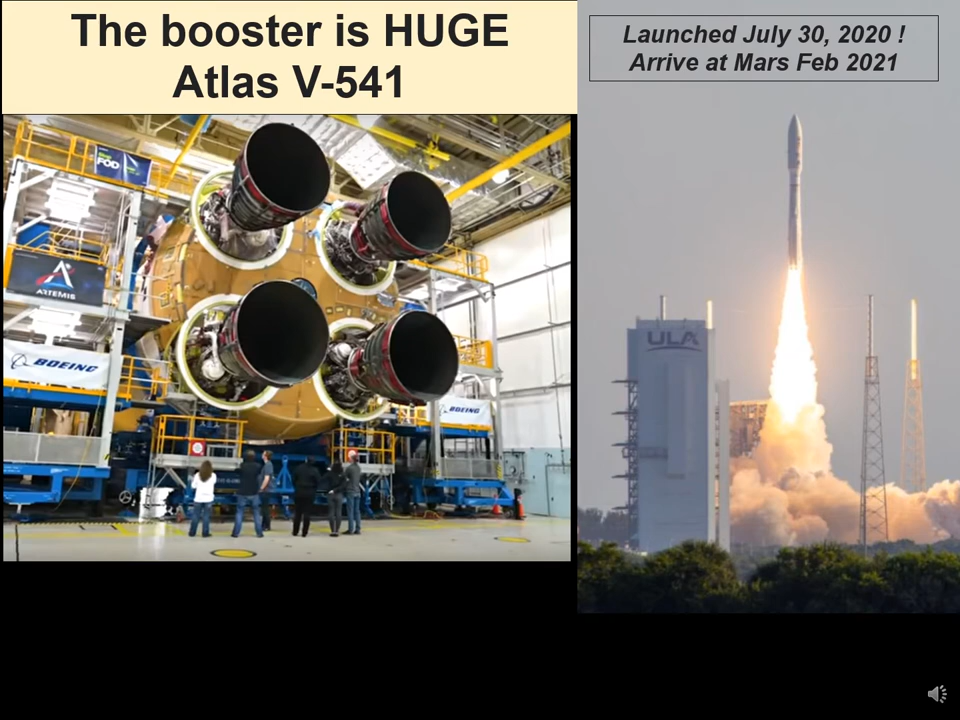 The booster is HUGE
Atlas V-541
Launched July 30, 2020 !
Arrive at Mars Feb 2021
FOD
ARTEMIS
BOEING
BOEING
ULA